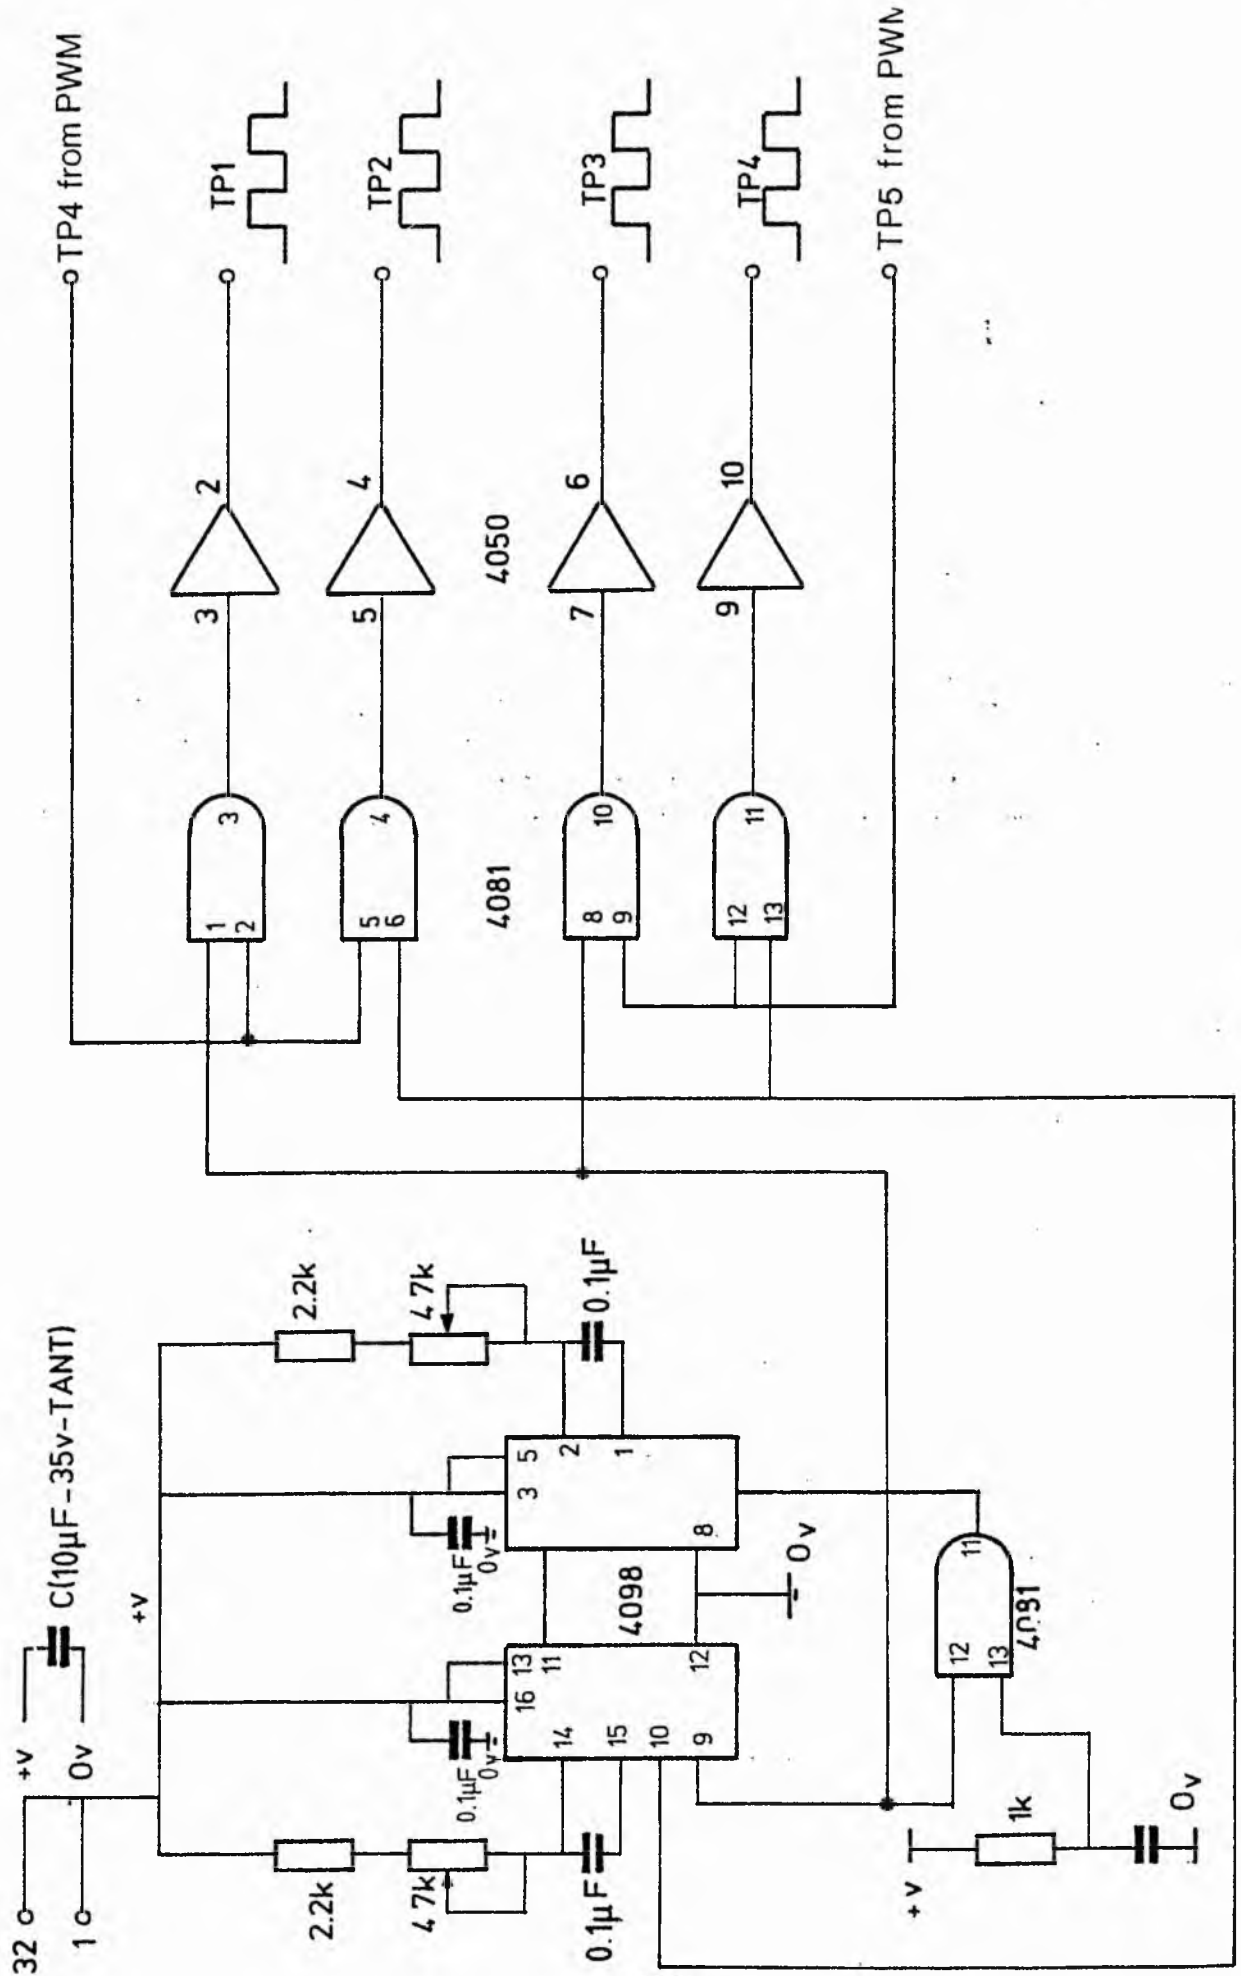 32
1
+v
0v
C(10µF-35v-TANT)
+v
2.2k
4 7k
0.1µF
0.1µF
0v
14
15
10
9
16
13
11
12
4098
0.1µF
0v
3
5
2
1
8
0v
2.2k
4 7k
0.1µF
+v
1k
0v
12
13
11
4081
1
2
3
5
6
4
4081
8
9
10
12
13
11
3
2
5
4
4050
7
6
9
10
TP4 from PWM
TP1
TP2
TP3
TP4
TP5 from PWM